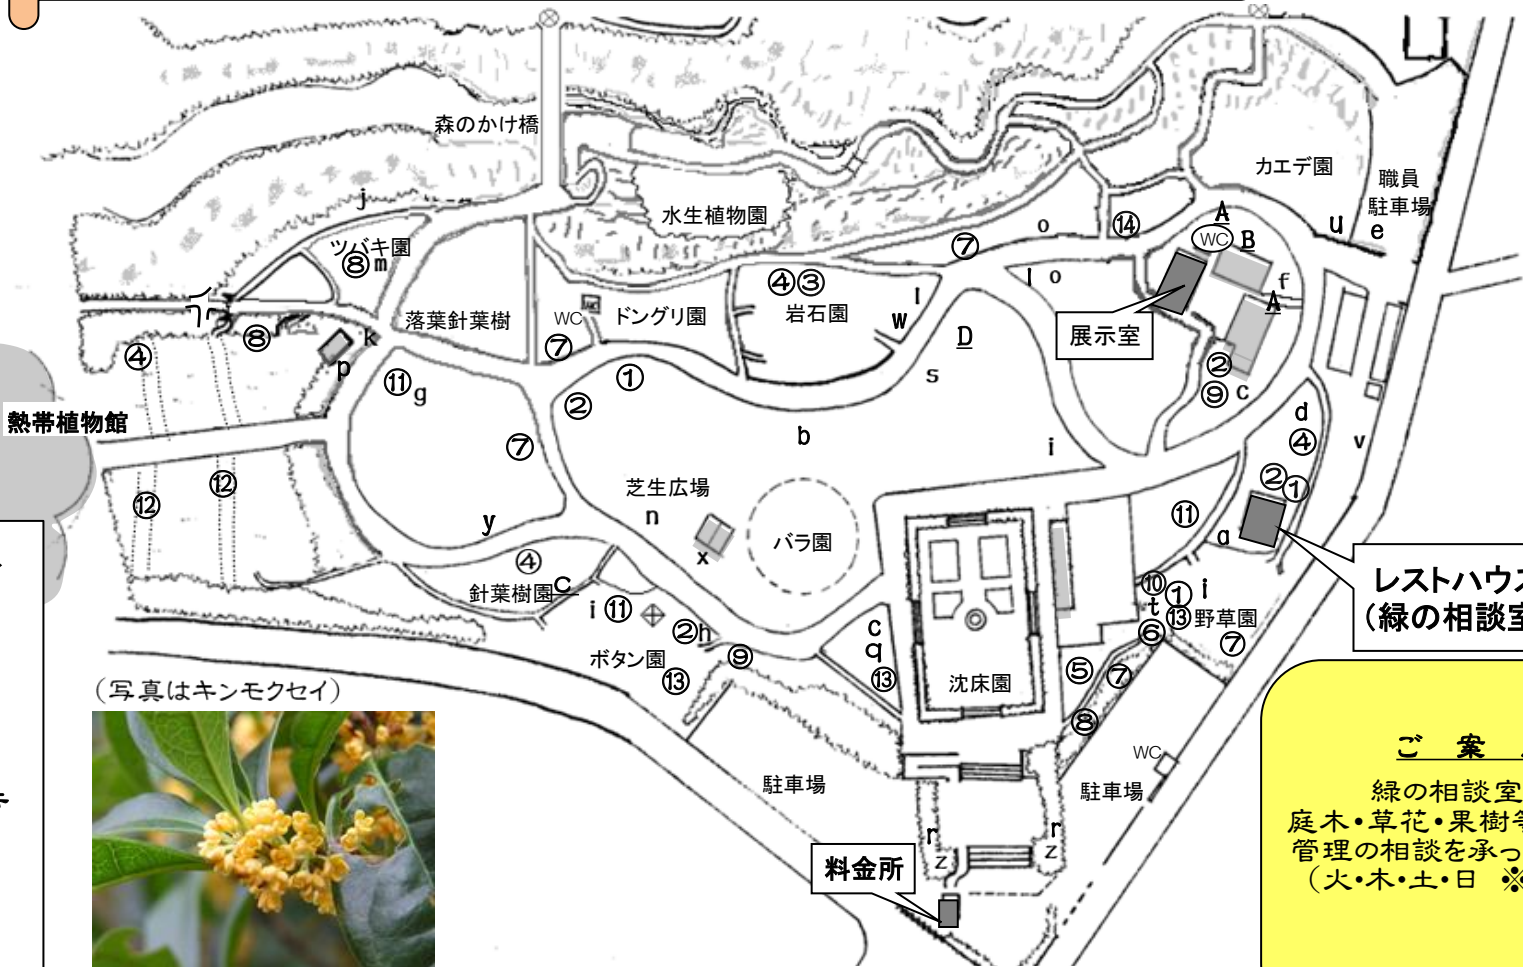 森のかけ橋
カエデ園
職員
駐車場
水生植物園
j
u
e
A
WC
B
o
⑭
⑦
ツバキ園
⑧m
④③
岩石園
l
w
l o
f
A
展示室
落葉針葉樹
WC
ドングリ園
⑦
⑧
④
k
p
D
s
①
②
②
⑨c
⑪g
熱帯植物館
b
i
d
④
v
⑦
⑫
⑫
芝生広場
n
x
バラ園
②①
⑪
a
y
④
針葉樹園
C
i⑪
②h
⑨
ボタン園
⑬
c
q
⑬
沈床園
⑩①i
t⑬野草園
⑥
⑦
⑤⑦
⑧
レストハウス
(緑の相談室
(写真はキンモクセイ)
駐車場
WC
駐車場
r
z
r
z
料金所
ご 案
緑の相談室
庭木・草花・果樹等
管理の相談を承っ
(火・木・土・日 ※